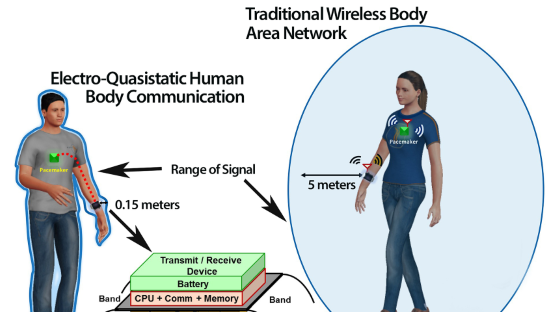 Traditional Wireless Body
Area Network
Electro-Quasistatic Human
Body Communication
Pacemaker
Pacemaker
Range of Signal
5 meters
0.15 meters
Transmit / Receive
Device
Battery
CPU + Comm + Memory
Band
Band